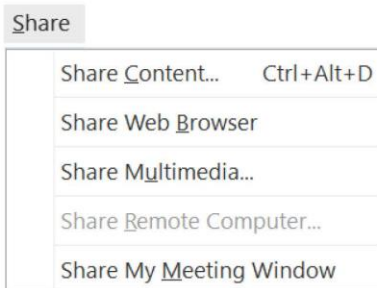 Share
Share Content... Ctrl+Alt+D
Share Web Browser
Share Multimedia...
Share Remote Computer...
Share My Meeting Window